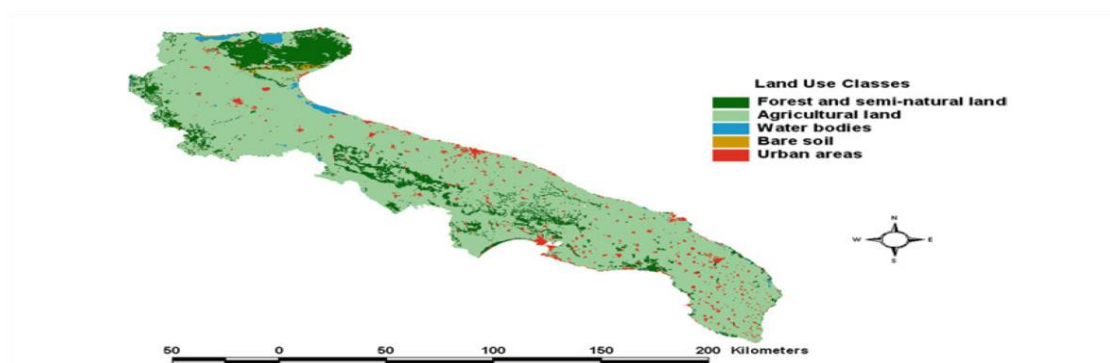 Land Use Classes
Forest and semi-natural land
Agricultural land
Water bodies
Bare soil
Urban areas
N
W E
S
50 0 50 100 150 200 Kilometers